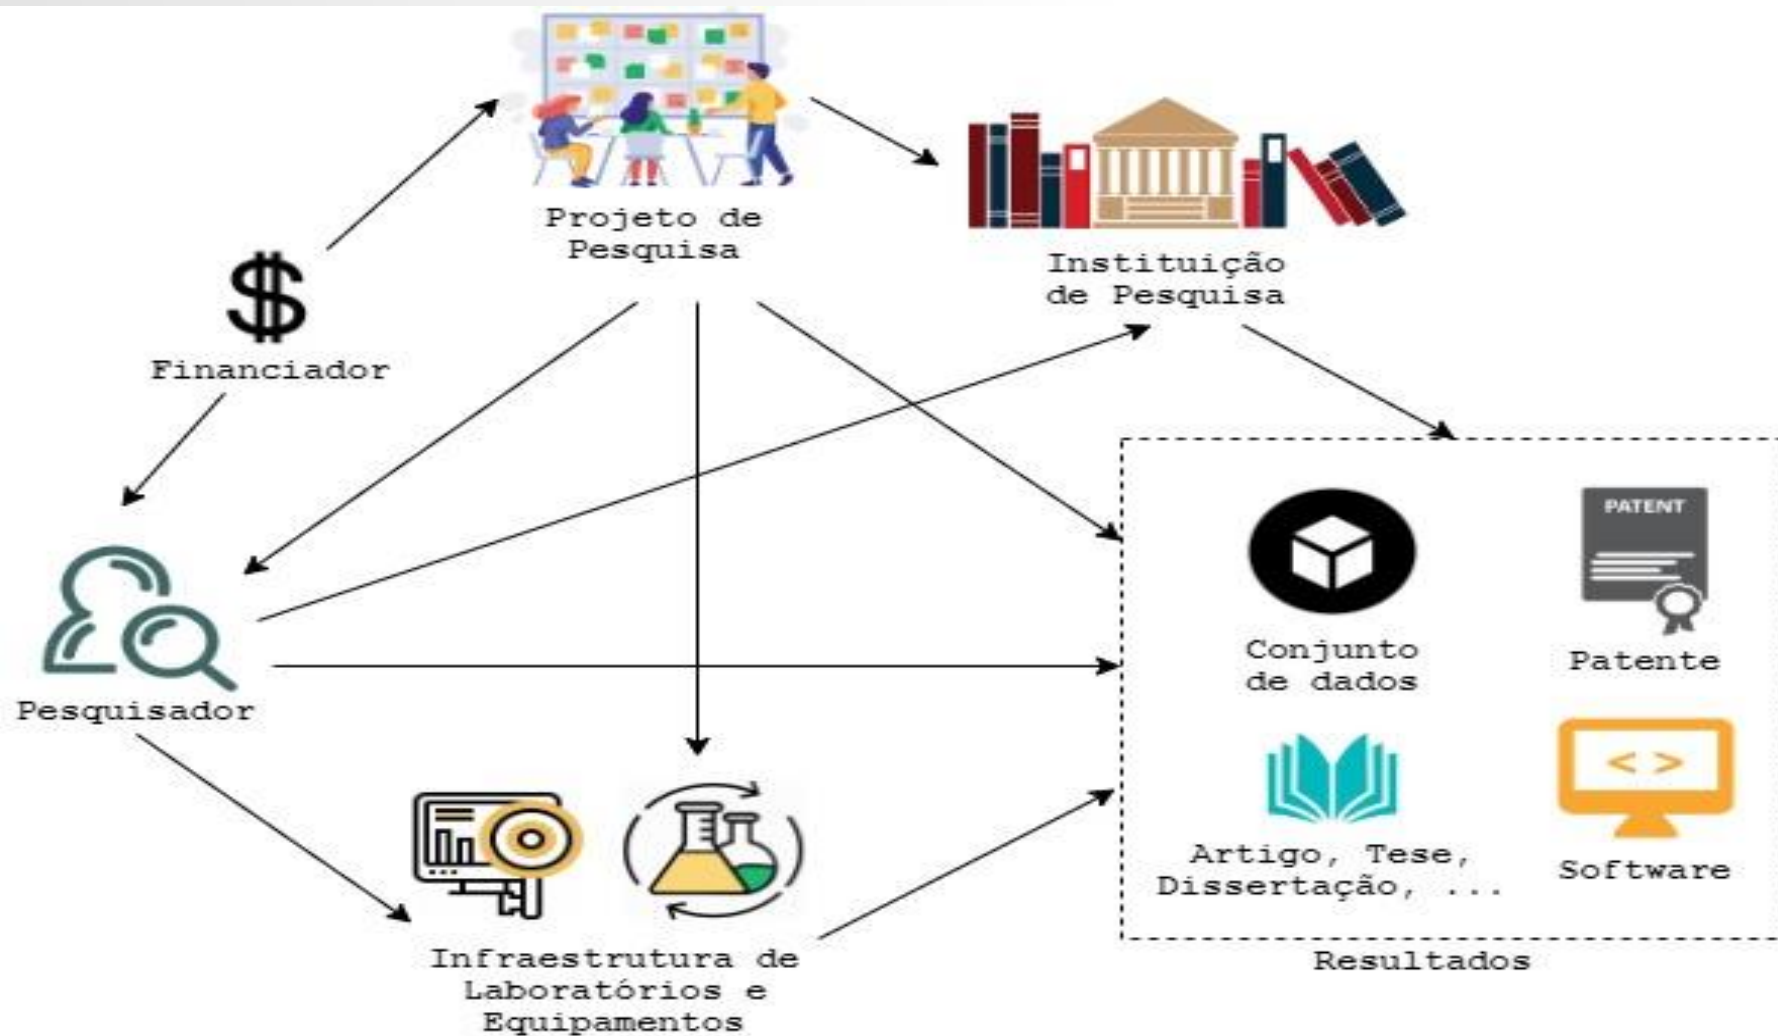 Projeto de
Pesquisa
Instituição
de Pesquisa
$
Financiador
PATENT
Conjunto
de dados
Patente
Pesquisador
< >
Artigo, Tese,
Dissertação, ...
Software
Infraestrutura de
Laboratórios e
Equipamentos
Resultados